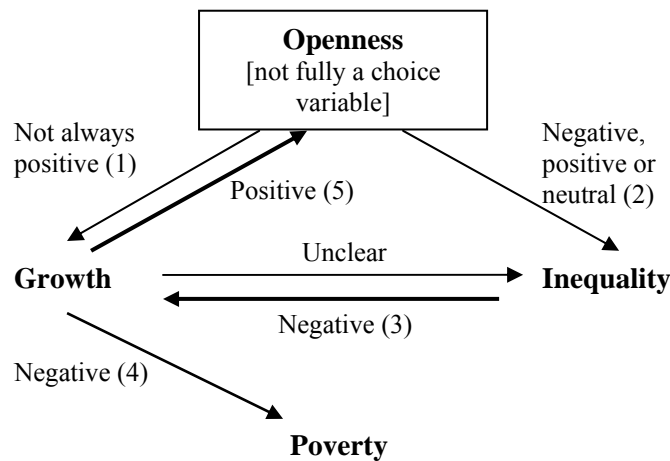 Openness
[not fully a choice
variable]
Not always
positive (1)
Negative,
positive or
neutral (2)
Positive (5)
Unclear
Growth
Inequality
Negative (3)
Negative (4)
Poverty